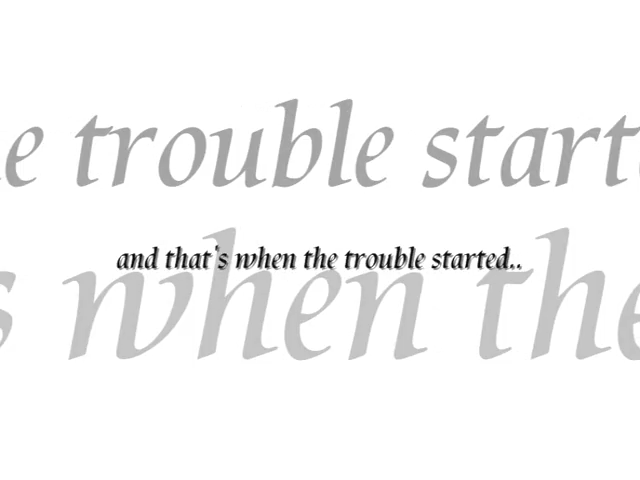 e trouble starte
and that's when the trouble started..
s when the